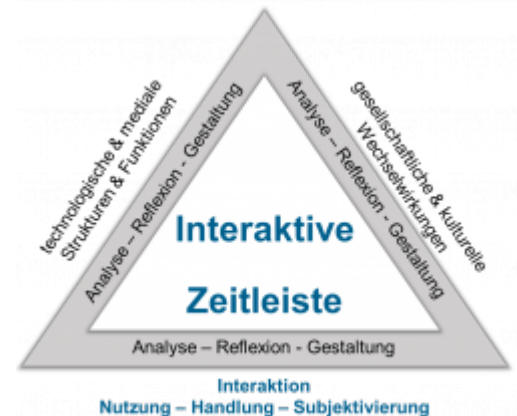 technologische & mediale
Strukturen & Funktionen
Analyse – Reflexion - Gestaltung
gesellschaftliche & kulturelle
Wechselwirkungen
Analyse – Reflexion - Gestaltung
Interaktive
Zeitleiste
Analyse – Reflexion - Gestaltung
Interaktion
Nutzung – Handlung – Subjektivierung